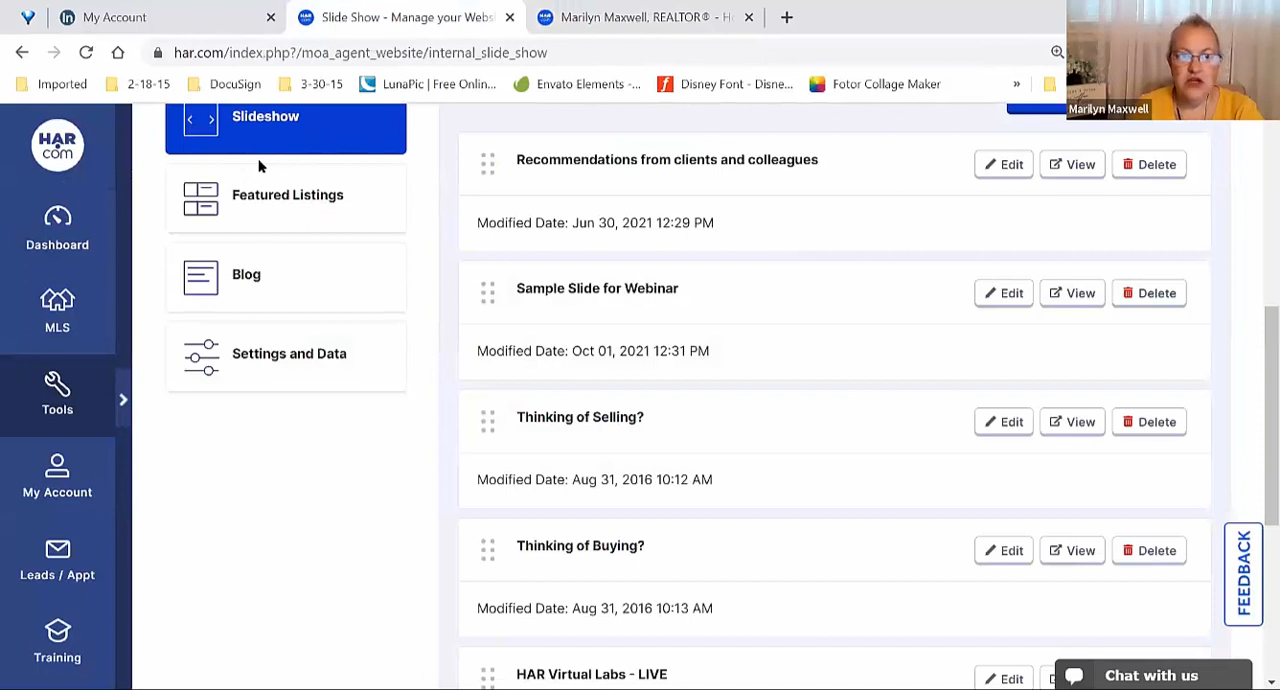 My Account
Slide Show - Manage your Webs
Marilyn Maxwell, REALTOR® - H
har.com/index.php?/moa_agent_website/internal_slide_show
Imported
2-18-15
DocuSign
3-30-15
LunaPic | Free Onlin...
Envato Elements -...
Disney Font - Disne...
Fotor Collage Maker
»
Marilyn Maxwell
HAR
com
Dashboard
MLS
Tools
My Account
Leads / Appt
Training
Slideshow
Featured Listings
Blog
Settings and Data
Recommendations from clients and colleagues
Edit
View
Delete
Modified Date: Jun 30, 2021 12:29 PM
Sample Slide for Webinar
Edit
View
Delete
Modified Date: Oct 01, 2021 12:31 PM
Thinking of Selling?
Edit
View
Delete
Modified Date: Aug 31, 2016 10:12 AM
Thinking of Buying?
Edit
View
Delete
Modified Date: Aug 31, 2016 10:13 AM
HAR Virtual Labs - LIVE
Edit
FEEDBACK
Chat with us